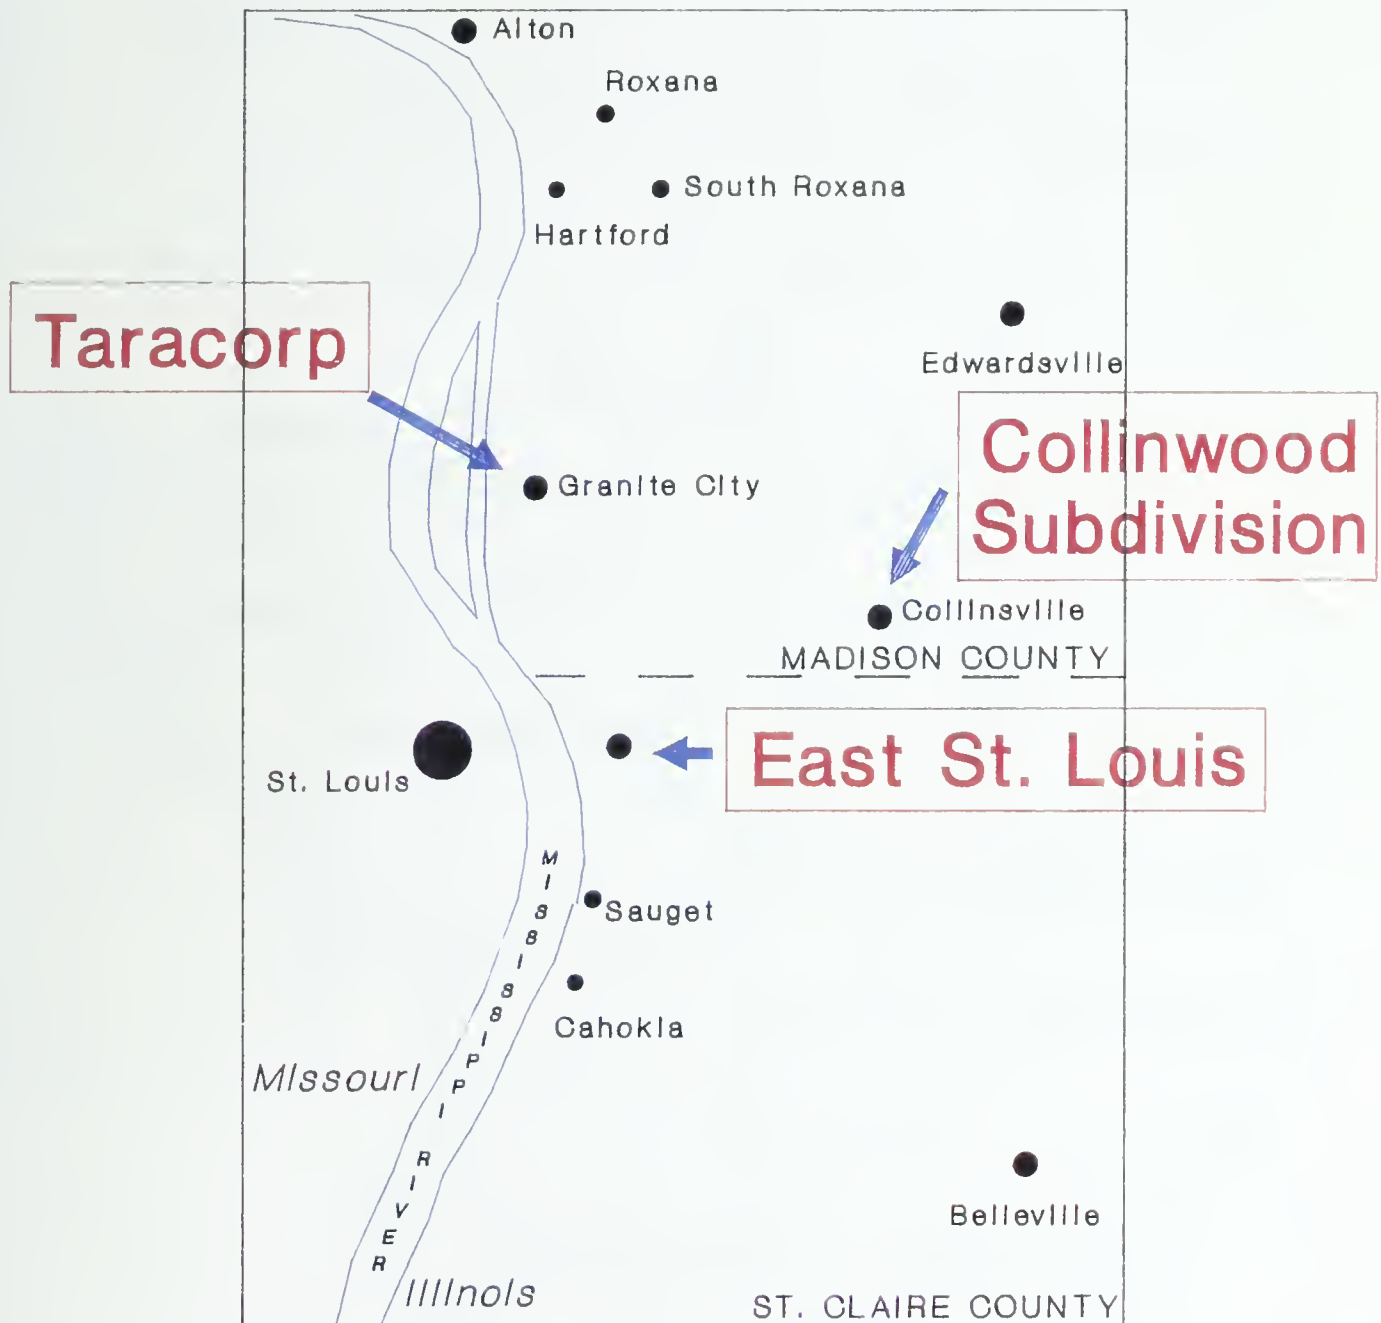 Alton
Roxana
South Roxana
Hartford
Taracorp
Edwardsville
Collinwood
Subdivision
Granite City
Collinsville
MADISON COUNTY
East St. Louis
St. Louis
MISSISSIPPI RIVER
Sauget
Cahokia
Missouri
Belleville
Illinois
ST. CLAIRE COUNTY